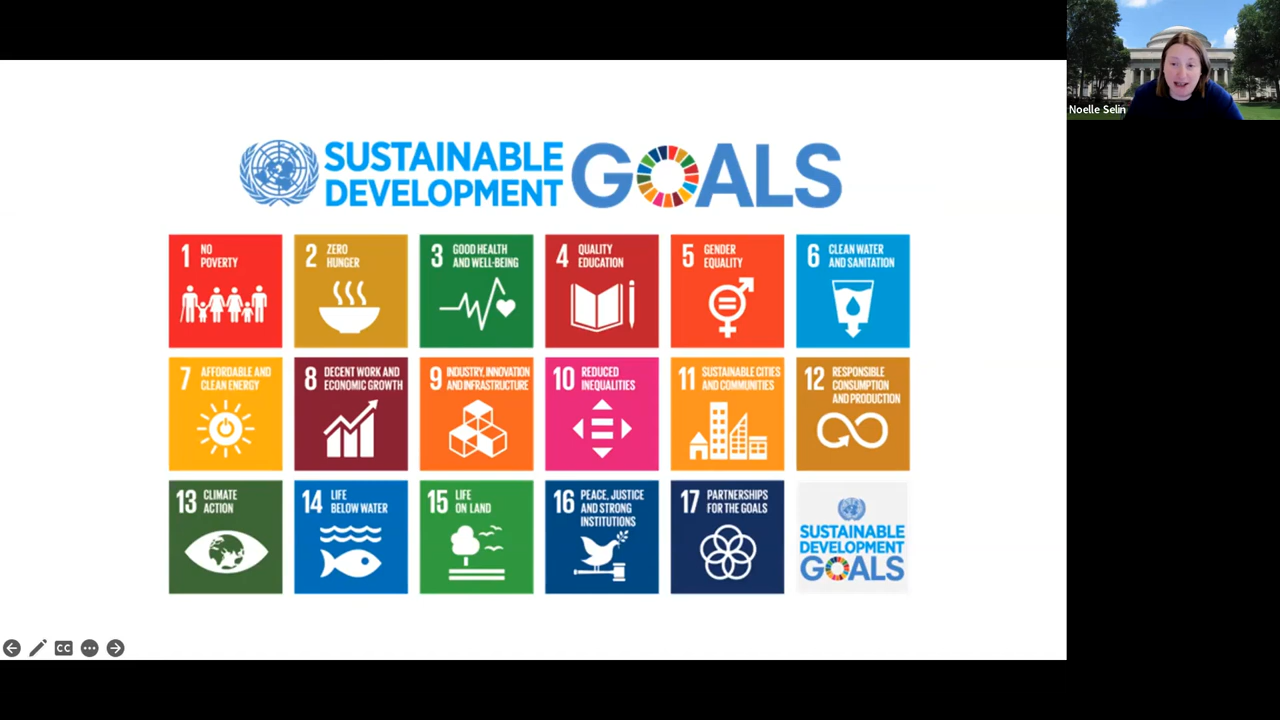 SUSTAINABLE
DEVELOPMENT
GOALS
1 NO
POVERTY
2 ZERO
HUNGER
3 GOOD HEALTH
AND WELL-BEING
4 QUALITY
EDUCATION
5 GENDER
EQUALITY
6 CLEAN WATER
AND SANITATION
7 AFFORDABLE AND
CLEAN ENERGY
8 DECENT WORK AND
ECONOMIC GROWTH
9 INDUSTRY, INNOVATION
AND INFRASTRUCTURE
10 REDUCED
INEQUALITIES
11 SUSTAINABLE CITIES
AND COMMUNITIES
12 RESPONSIBLE
CONSUMPTION
AND PRODUCTION
13 CLIMATE
ACTION
14 LIFE
BELOW WATER
15 LIFE
ON LAND
16 PEACE, JUSTICE
AND STRONG
INSTITUTIONS
17 PARTNERSHIPS
FOR THE GOALS
SUSTAINABLE
DEVELOPMENT
GOALS
CC
Noelle Selin